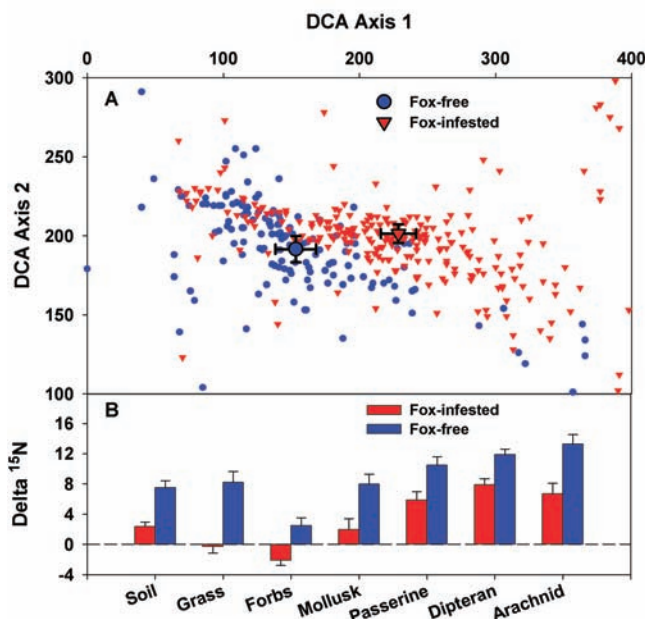 DCA Axis 1
0 100 200 300 400
300
250
200
150
100
DCA Axis 2
A
Fox-free
Fox-infested
B
Fox-infested
Fox-free
16
12
8
4
0
-4
Delta 15N
Soil Grass Forbs Mollusk Passerine Dipteran Arachnid